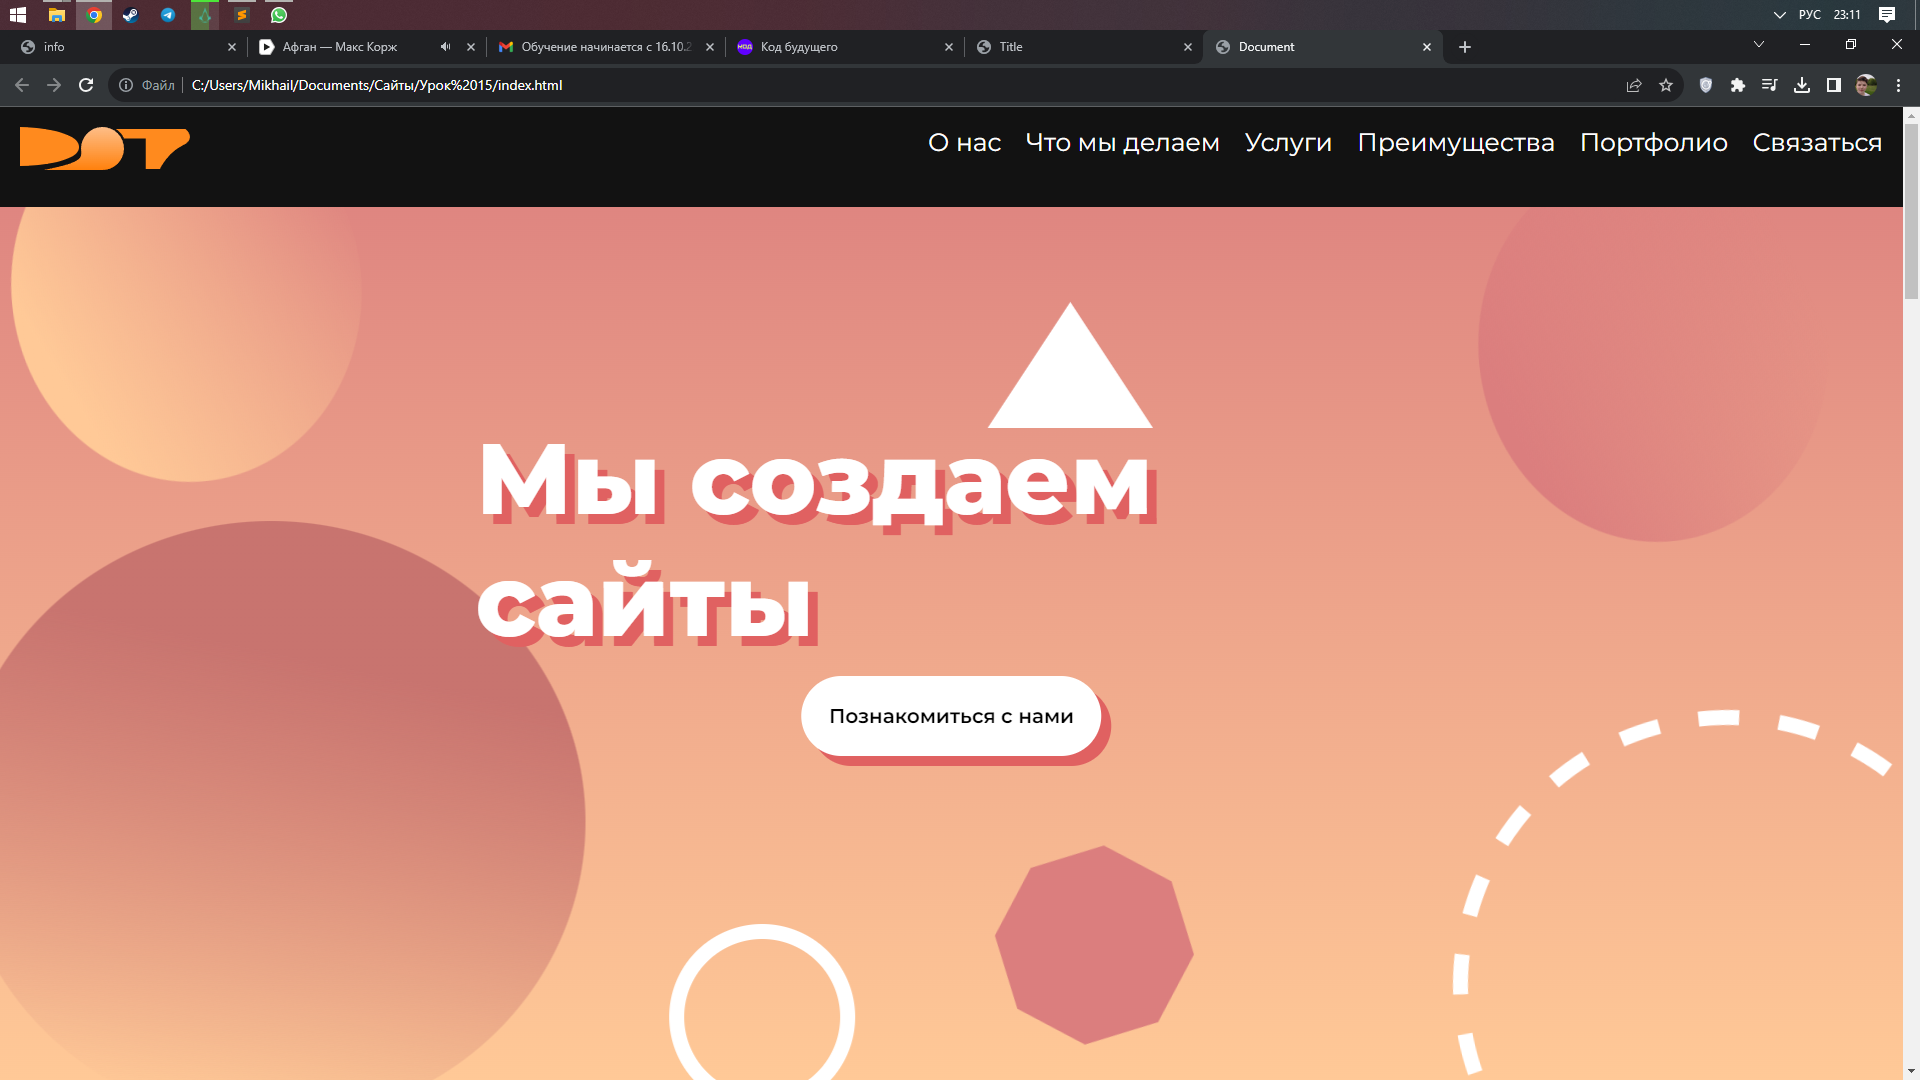 РУС 23:11
info
Афган — Макс Корж
Обучение начинается с 16.10.2
Код будущего
Title
Document
Файл C:/Users/Mikhail/Documents/Сайты/Урок%2015/index.html
DOT
О нас Что мы делаем Услуги Преимущества Портфолио Связаться
Мы создаем
сайты
Познакомиться с нами